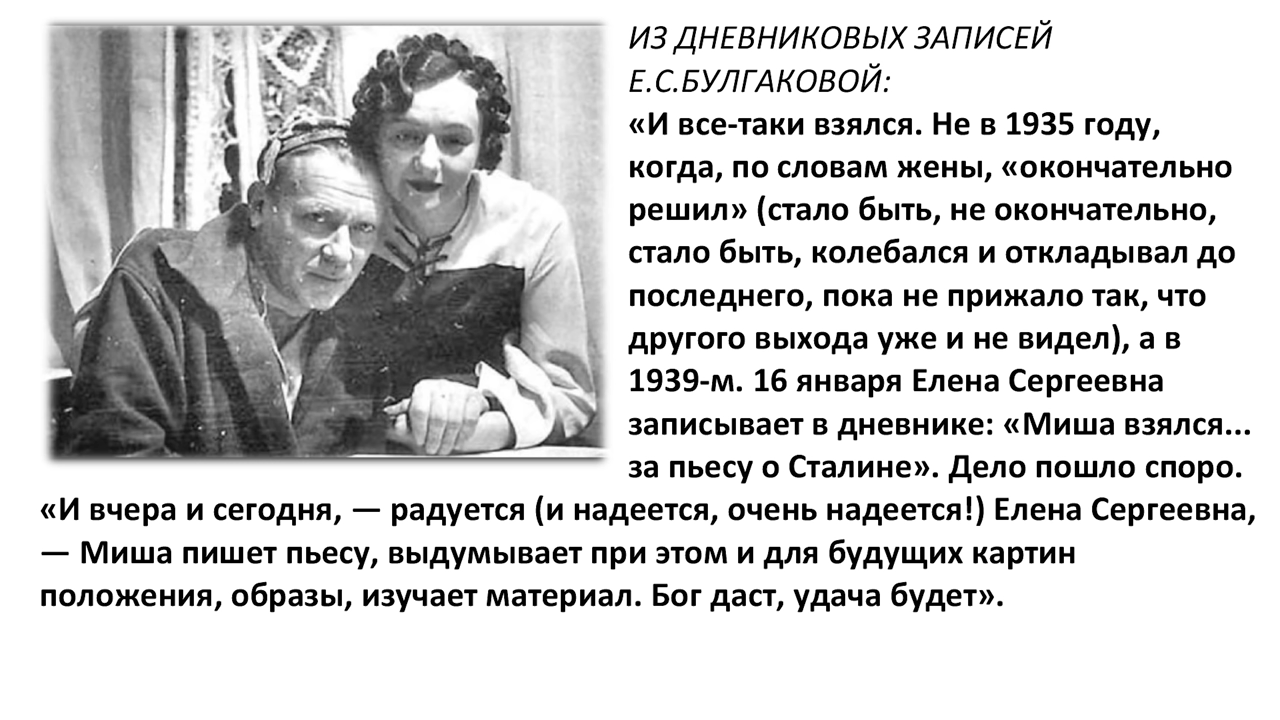 ИЗ ДНЕВНИКОВЫХ ЗАПИСЕЙ
Е.С.БУЛГАКОВОЙ:
«И все-таки взялся. Не в 1935 году,
когда, по словам жены, «окончательно
решил» (стало быть, не окончательно,
стало быть, колебался и откладывал до
последнего, пока не прижало так, что
другого выхода уже и не видел), а в
1939-м. 16 января Елена Сергеевна
записывает в дневнике: «Миша взялся...
за пьесу о Сталине». Дело пошло споро.
«И вчера и сегодня, — радуется (и надеется, очень надеется!) Елена Сергеевна,
— Миша пишет пьесу, выдумывает при этом и для будущих картин
положения, образы, изучает материал. Бог даст, удача будет».